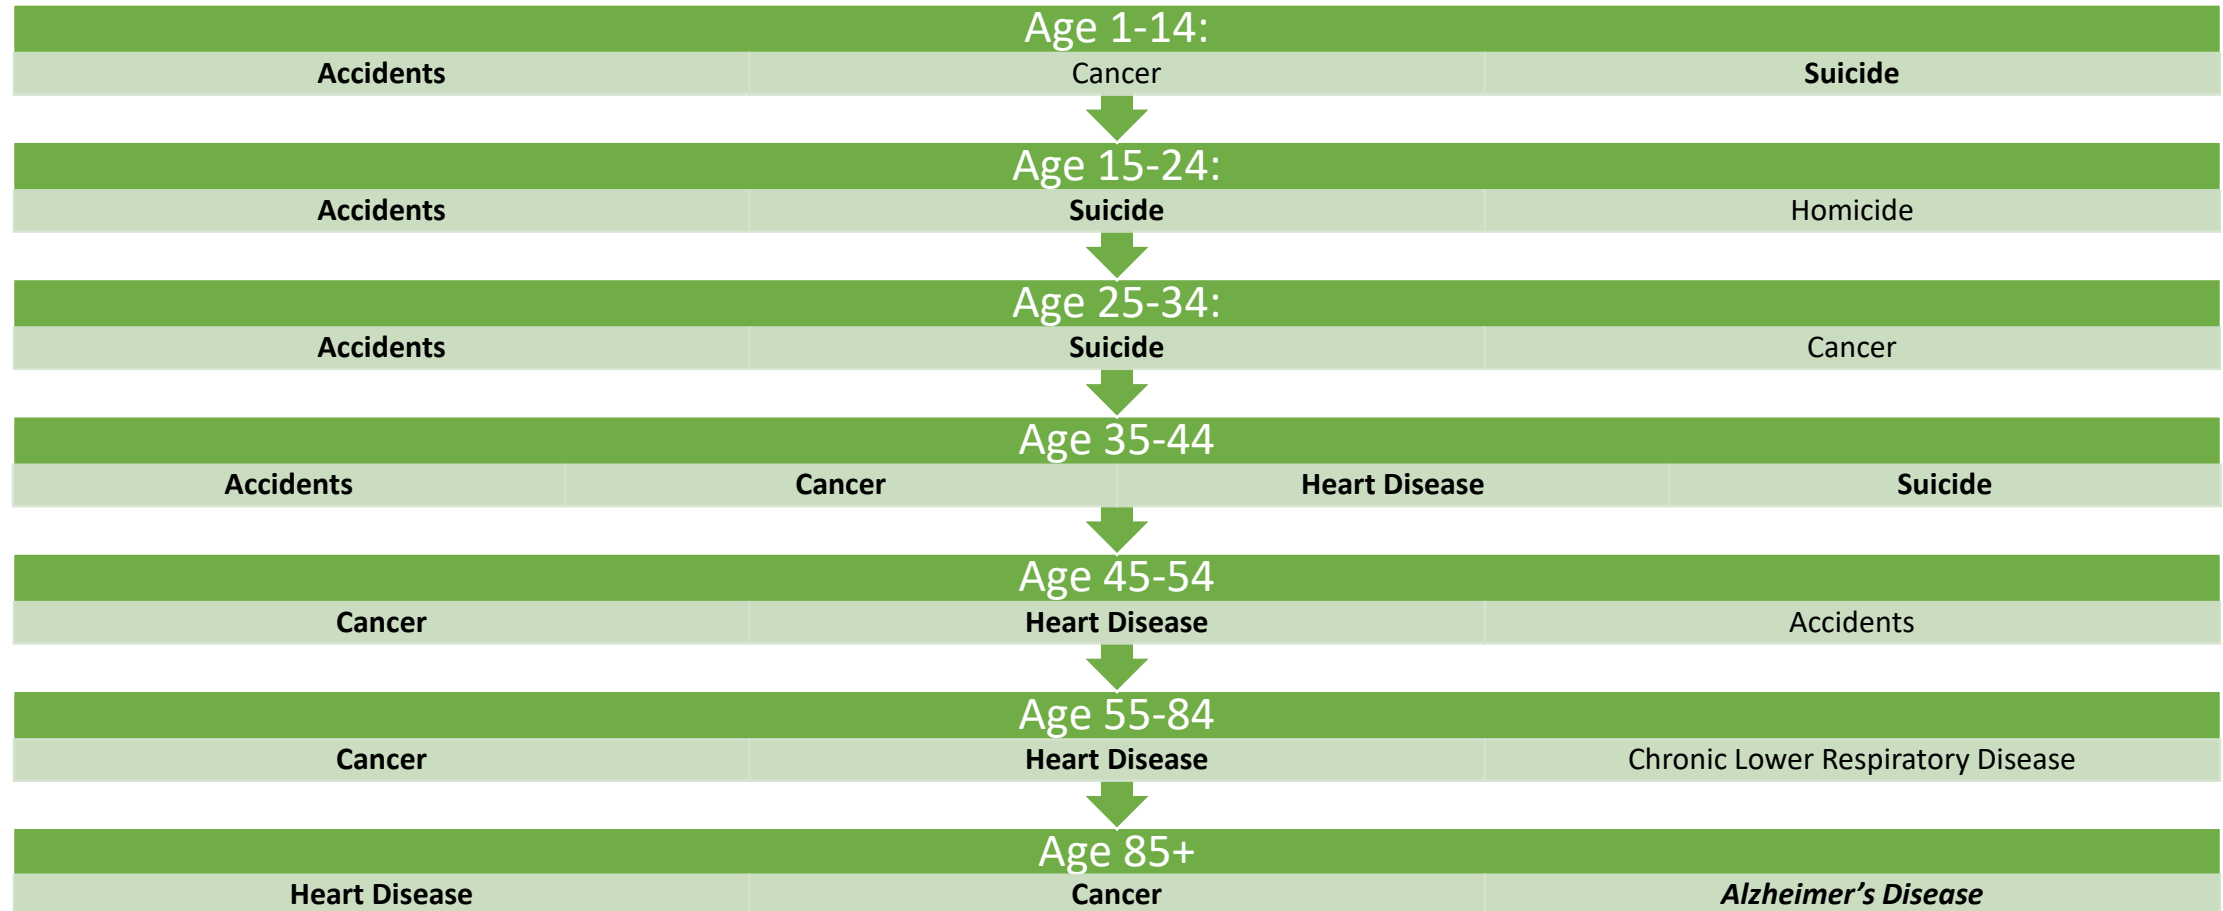 Age 1-14:
Accidents Cancer Suicide
Age 15-24:
Accidents Suicide Homicide
Age 25-34:
Accidents Suicide Cancer
Age 35-44
Accidents Cancer Heart Disease Suicide
Age 45-54
Cancer Heart Disease Accidents
Age 55-84
Cancer Heart Disease Chronic Lower Respiratory Disease
Age 85+
Heart Disease Cancer Alzheimer’s Disease